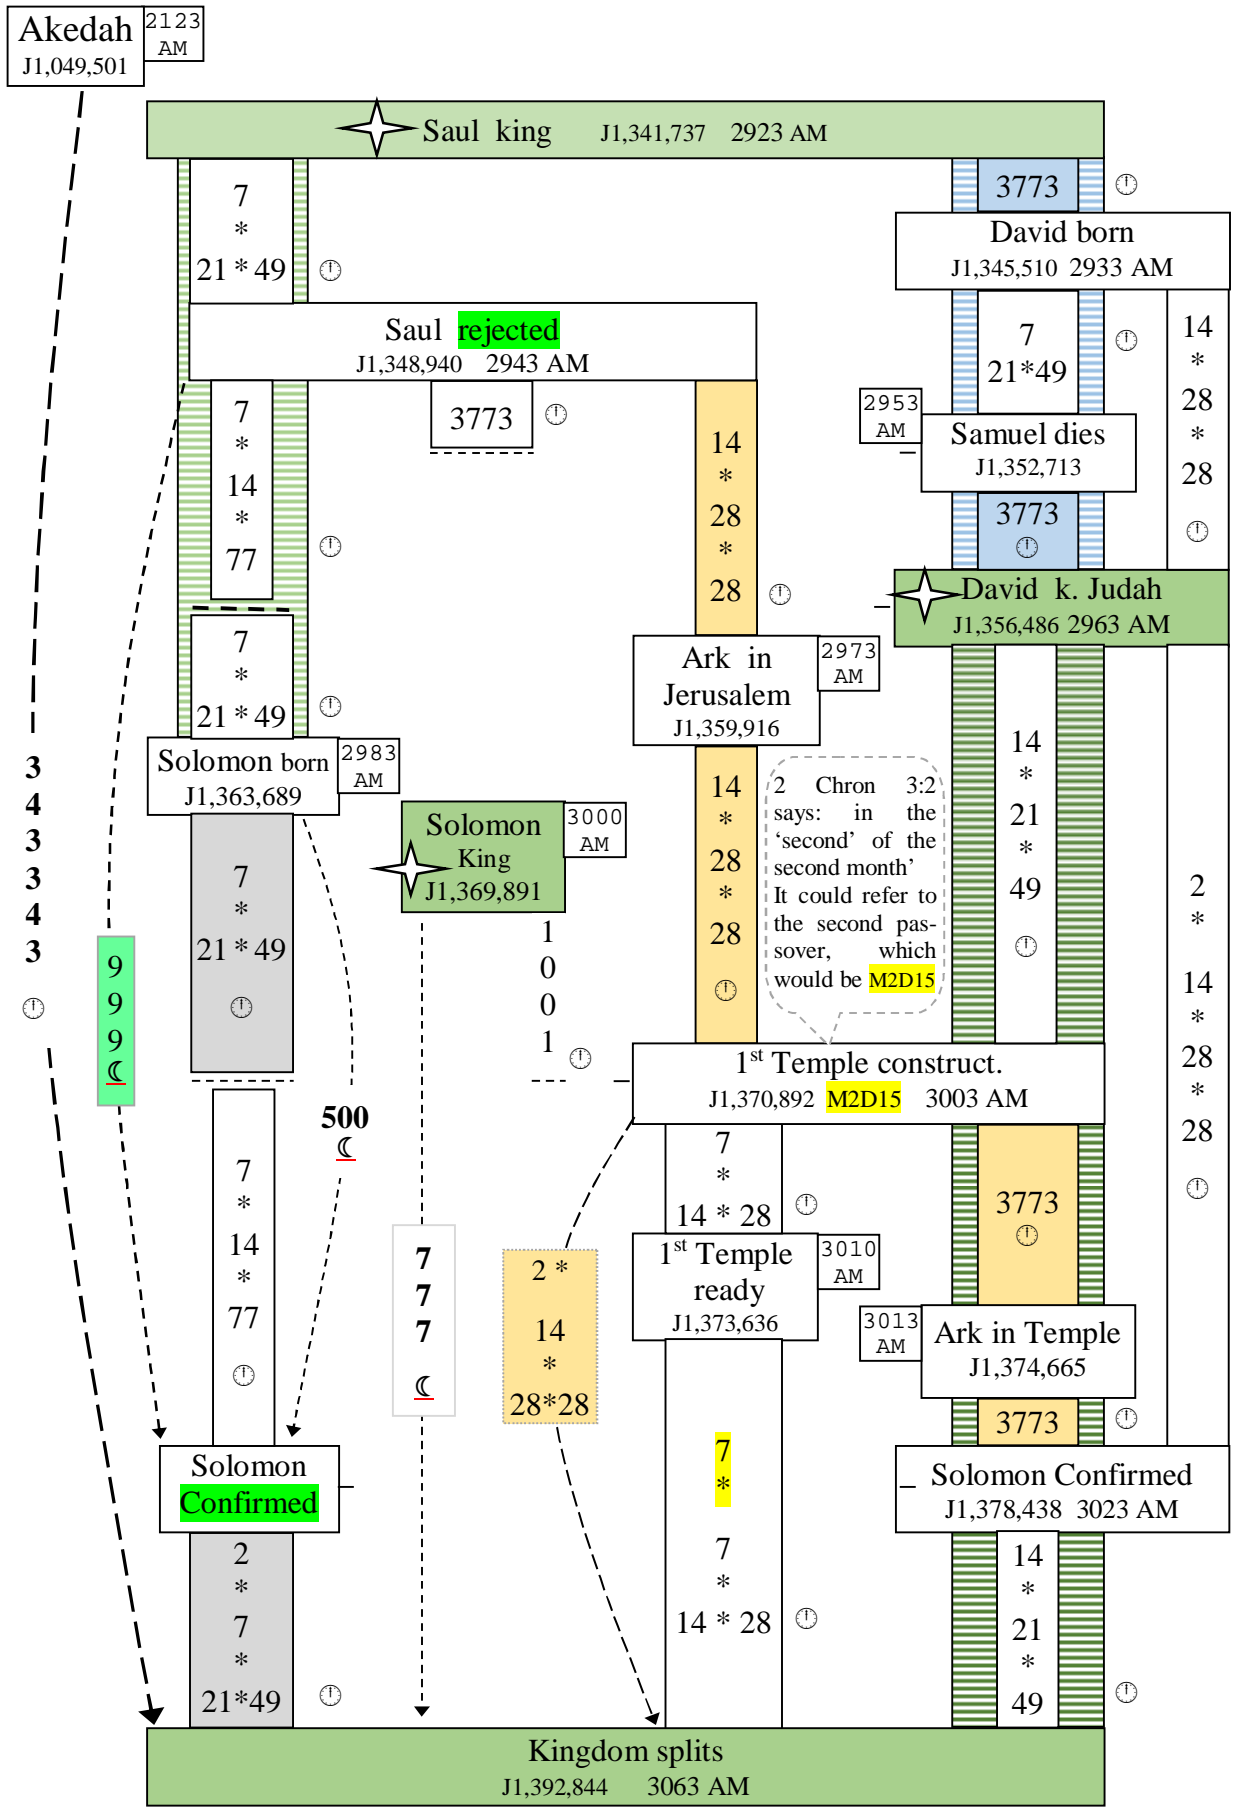 Akedah
J1,049,501
2123
AM
Saul king J1,341,737 2923 AM
7
*
21 * 49
3773
David born
J1,345,510 2933 AM
Saul rejected
J1,348,940 2943 AM
7
21*49
14
*
28
*
28
7
*
14
*
77
3773
14
*
28
*
28
2953
AM
Samuel dies
J1,352,713
3773
David k. Judah
J1,356,486 2963 AM
7
*
21 * 49
Ark in
Jerusalem
J1,359,916
2973
AM
Solomon born
J1,363,689
2983
AM
3
4
3
3
4
3
7
*
21 * 49
Solomon
King
J1,369,891
3000
AM
14
*
28
*
28
2 Chron 3:2
says: in the
‘second’ of the
second month’
It could refer to
the second pas-
sover, which
would be M2D15
14
*
21
*
49
2
*
14
*
28
*
28
9
9
9
1
0
0
1
1st Temple construct.
J1,370,892 M2D15 3003 AM
500
7
*
14
*
77
7
7
7
2 *
14
*
28*28
7
*
14 * 28
1st Temple
ready
J1,373,636
3010
AM
3773
3013
AM
Ark in Temple
J1,374,665
3773
Solomon
Confirmed
7
*
7
*
14 * 28
Solomon Confirmed
J1,378,438 3023 AM
2
*
7
*
21*49
14
*
21
*
49
Kingdom splits
J1,392,844 3063 AM